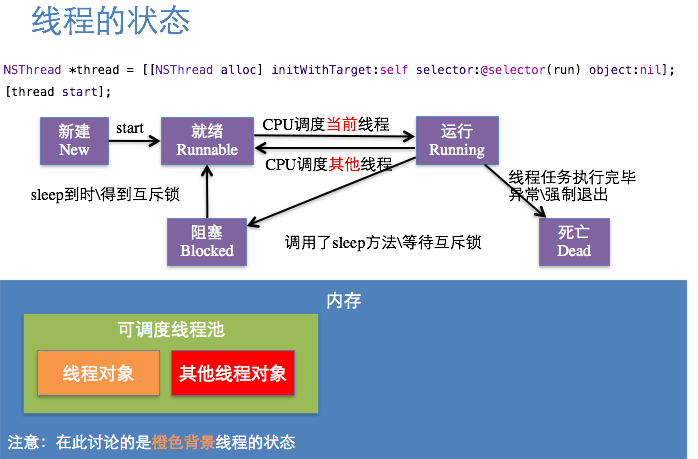 线程的状态
NSThread *thread = [[NSThread alloc] initWithTarget:self selector:@selector(run) object:nil];
[thread start];
新建
New
start
就绪
Runnable
CPU调度当前线程
CPU调度其他线程
运行
Running
线程任务执行完毕
异常\强制退出
sleep到时\得到互斥锁
阻塞
Blocked
调用了sleep方法\等待互斥锁
死亡
Dead
内存
可调度线程池
线程对象
其他线程对象
注意：在此讨论的是橙色背景线程的状态